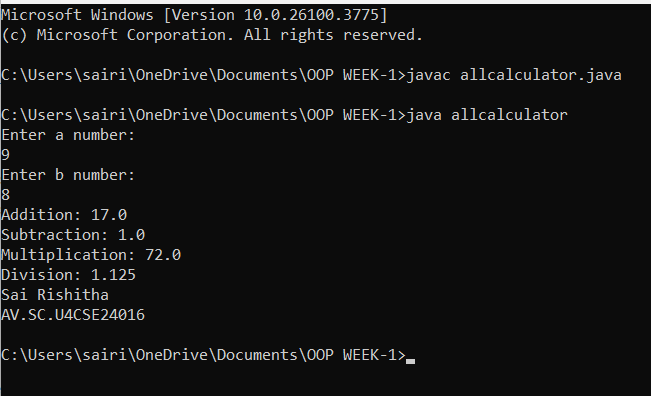 Microsoft Windows [Version 10.0.26100.3775]
(c) Microsoft Corporation. All rights reserved.
C:\Users\sairi\OneDrive\Documents\OOP WEEK-1>javac allcalculator.java
C:\Users\sairi\OneDrive\Documents\OOP WEEK-1>java allcalculator
Enter a number:
9
Enter b number:
8
Addition: 17.0
Subtraction: 1.0
Multiplication: 72.0
Division: 1.125
Sai Rishitha
AV.SC.U4CSE24016
C:\Users\sairi\OneDrive\Documents\OOP WEEK-1>